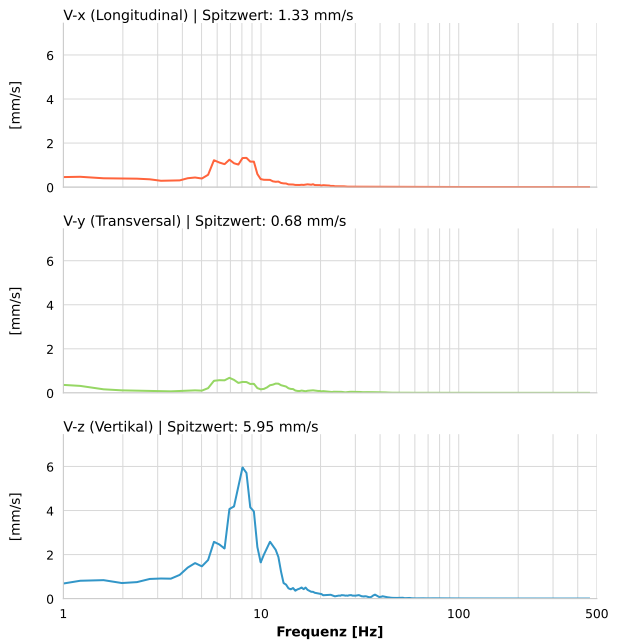 V-x (Longitudinal) | Spitzwert: 1.33 mm/s
6
4
2
0
[mm/s]
V-y (Transversal) | Spitzwert: 0.68 mm/s
6
4
2
0
[mm/s]
V-z (Vertikal) | Spitzwert: 5.95 mm/s
6
4
2
0
[mm/s]
1 10 100 500
Frequenz [Hz]